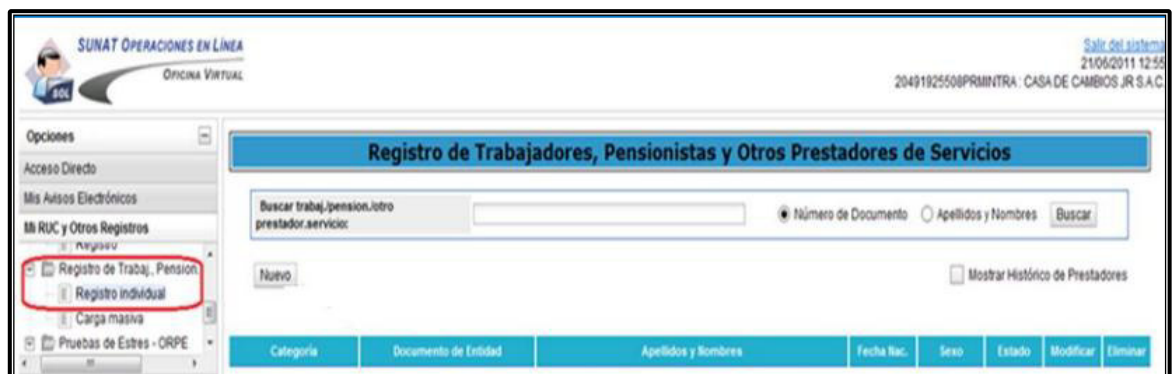 SUNAT OPERACIONES EN LÍNEA
OFICINA VIRTUAL
SOL
Salir del sistema
21/06/2011 12:55
20491925508PRMINTRA : CASA DE CAMBIOS JR S.A.C.
Opciones
Acceso Directo
Mis Avisos Electrónicos
Mi RUC y Otros Registros
Registro
Registro de Trabaj., Pension.
Registro individual
Carga masiva
Pruebas de Estres - ORPE
Registro de Trabajadores, Pensionistas y Otros Prestadores de Servicios
Buscar trabaj./pension./otro
prestador.servicio:
Número de Documento Apellidos y Nombres Buscar
Nuevo Mostrar Histórico de Prestadores
Categoría Documento de Entidad Apellidos y Nombres Fecha Nac. Sexo Estado Modificar Eliminar